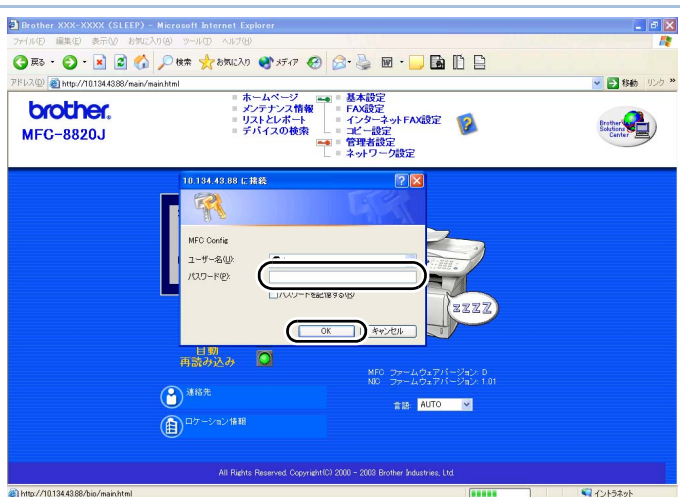 Brother XXX-XXXX (SLEEP) - Microsoft Internet Explorer
ファイル(F) 編集(E) 表示(V) お気に入り(A) ツール(T) ヘルプ(H)
戻る 検索 お気に入り メディア
アドレス(D) http://10.134.43.88/main/main.html 移動 リンク »
brother.
MFC-8820J
ホームページ
メンテナンス情報
リストとレポート
デバイスの検索
基本設定
FAX設定
インターネットFAX設定
コピー設定
管理者設定
ネットワーク設定
Brother
Solutions
Center
10.134.43.88 に接続
MFC Config
ユーザー名(U):
パスワード(P):
パスワードを記憶する(R)
OK キャンセル
ZZZZ
自動
再読み込み
MFC ファームウェアバージョン: D
NIC ファームウェアバージョン: 1.01
連絡先
言語: AUTO
ロケーション情報
All Rights Reserved. Copyright(C) 2000 - 2003 Brother Industries, Ltd.
http://10.134.43.88/bio/main.html イントラネット